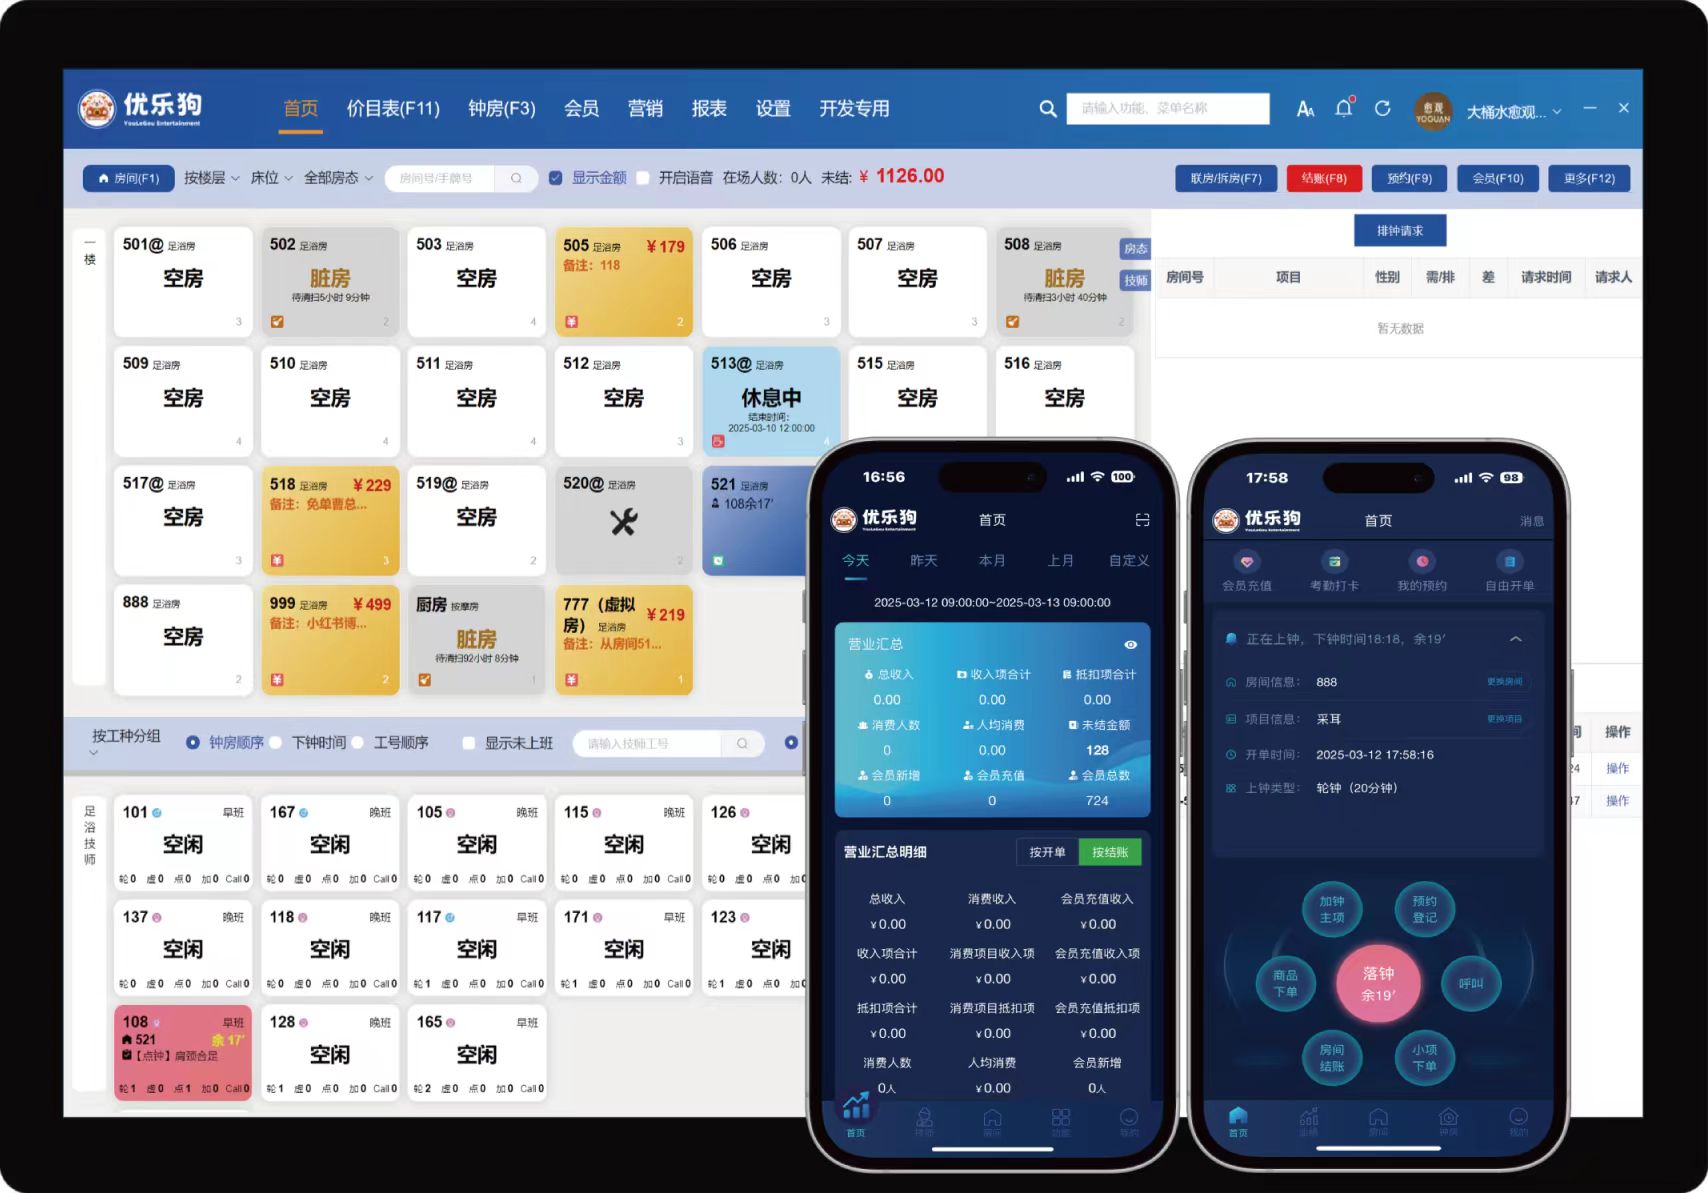 优乐狗
YouLeGou Entertainment
首页 价目表(F11) 钟房(F3) 会员 营销 报表 设置 开发专用
请输入功能、菜单名称
愈观
YOGUAN
大桶水愈观...
房间(F1) 按楼层 床位 全部房态 房间号/手牌号 显示金额 开启语音 在场人数: 0人 未结: ¥ 1126.00
联房/拆房(F7) 结账(F8) 预约(F9) 会员(F10) 更多(F12)
一楼
501@ 足浴房
空房
3
502 足浴房
脏房
待清扫5小时 9分钟
2
503 足浴房
空房
4
505 足浴房 ¥179
备注: 118
2
506 足浴房
空房
3
507 足浴房
空房
3
508 足浴房
脏房
待清扫3小时 40分钟
2
房态
技师
排钟请求
房间号 项目 性别 需/排 差 请求时间 请求人
暂无数据
509 足浴房
空房
4
510 足浴房
空房
4
511 足浴房
空房
4
512 足浴房
空房
3
513@ 足浴房
休息中
结束时间:
2025-03-10 12:00:00
4
515 足浴房
空房
516 足浴房
空房
517@ 足浴房
空房
3
518 足浴房 ¥229
备注: 免单曹总...
3
519@ 足浴房
空房
2
520@ 足浴房
2
521 足浴房
108余17'
888 足浴房
空房
2
999 足浴房 ¥499
备注: 小红书博...
2
厨房 按摩房
脏房
待清扫92小时 8分钟
1
777（虚拟房） 足浴房 ¥219
备注: 从房间51...
1
按工种分组 钟房顺序 下钟时间 工号顺序 显示未上班 请输入技师工号
足浴技师
101 早班
空闲
轮0 虚0 点0 加0 Call0
167 晚班
空闲
轮0 虚0 点0 加0 Call0
105 晚班
空闲
轮0 虚0 点0 加0 Call0
115 晚班
空闲
轮0 虚0 点0 加0 Call0
126
空闲
轮0 虚0 点0 加0
137 晚班
空闲
轮0 虚0 点0 加0 Call0
118 晚班
空闲
轮0 虚0 点0 加0 Call0
117 早班
空闲
轮1 虚0 点0 加0 Call0
171 早班
空闲
轮1 虚0 点0 加0 Call0
123
空闲
轮1 虚0 点0 加0
108 早班
521 余 17'
【点钟】肩颈合足
轮1 虚0 点1 加0 Call0
128 晚班
空闲
轮1 虚0 点0 加0 Call0
165 早班
空闲
轮2 虚0 点0 加0 Call0
操作
操作
操作
16:56 100
优乐狗
YouLeGou Entertainment
首页
今天 昨天 本月 上月 自定义
2025-03-12 09:00:00~2025-03-13 09:00:00
营业汇总
总收入 收入项合计 抵扣项合计
0.00 0.00 0.00
消费人数 人均消费 未结金额
0 0.00 128
会员新增 会员充值 会员总数
0 0 724
营业汇总明细 按开单 按结账
总收入 消费收入 会员充值收入
¥0.00 ¥0.00 ¥0.00
收入项合计 消费项目收入项 会员充值收入项
¥0.00 ¥0.00 ¥0.00
抵扣项合计 消费项目抵扣项 会员充值抵扣项
¥0.00 ¥0.00 ¥0.00
消费人数 人均消费 会员新增
0人 ¥0.00 0人
首页 技师 房间 功能 我的
17:58 98
优乐狗
YouLeGou Entertainment
首页 消息
会员充值 考勤打卡 我的预约 自由开单
正在上钟, 下钟时间18:18, 余19'
房间信息: 888 更换房间
项目信息: 采耳 更换项目
开单时间: 2025-03-12 17:58:16
上钟类型: 轮钟（20分钟）
加钟
主项
预约
登记
商品
下单
落钟
余19'
呼叫
房间
结账
小项
下单
首页 业绩 房间 钟房 我的